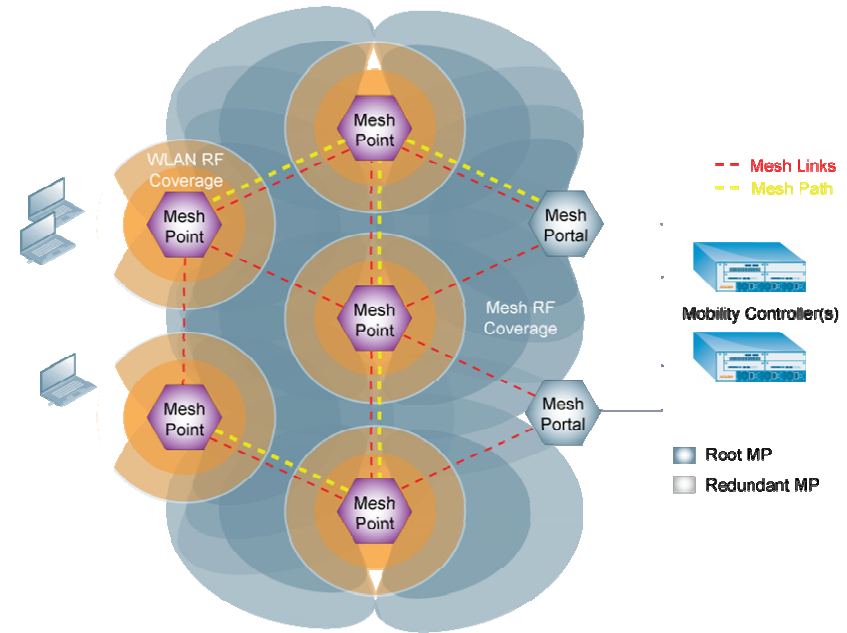 Mesh
Point
WLAN RF
Coverage
Mesh Links
Mesh Path
Mesh
Point
Mesh
Portal
Mesh
Point
Mesh RF
Coverage
Mobility Controller(s)
Mesh
Point
Mesh
Portal
Root MP
Redundant MP
Mesh
Point